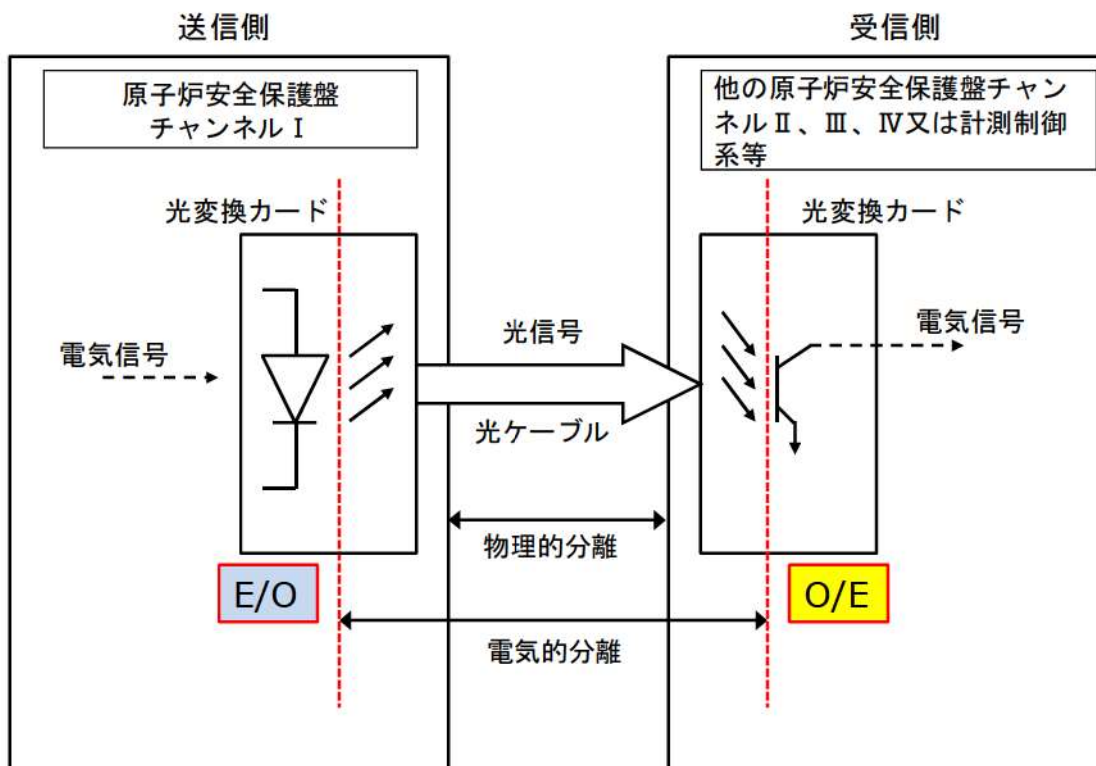 送信側
受信側
原子炉安全保護盤
チャンネルⅠ
他の原子炉安全保護盤チャン
ネルⅡ、Ⅲ、Ⅳ又は計測制御
系等
光変換カード
光変換カード
電気信号
光信号
電気信号
光ケーブル
物理的分離
E/O
O/E
電気的分離